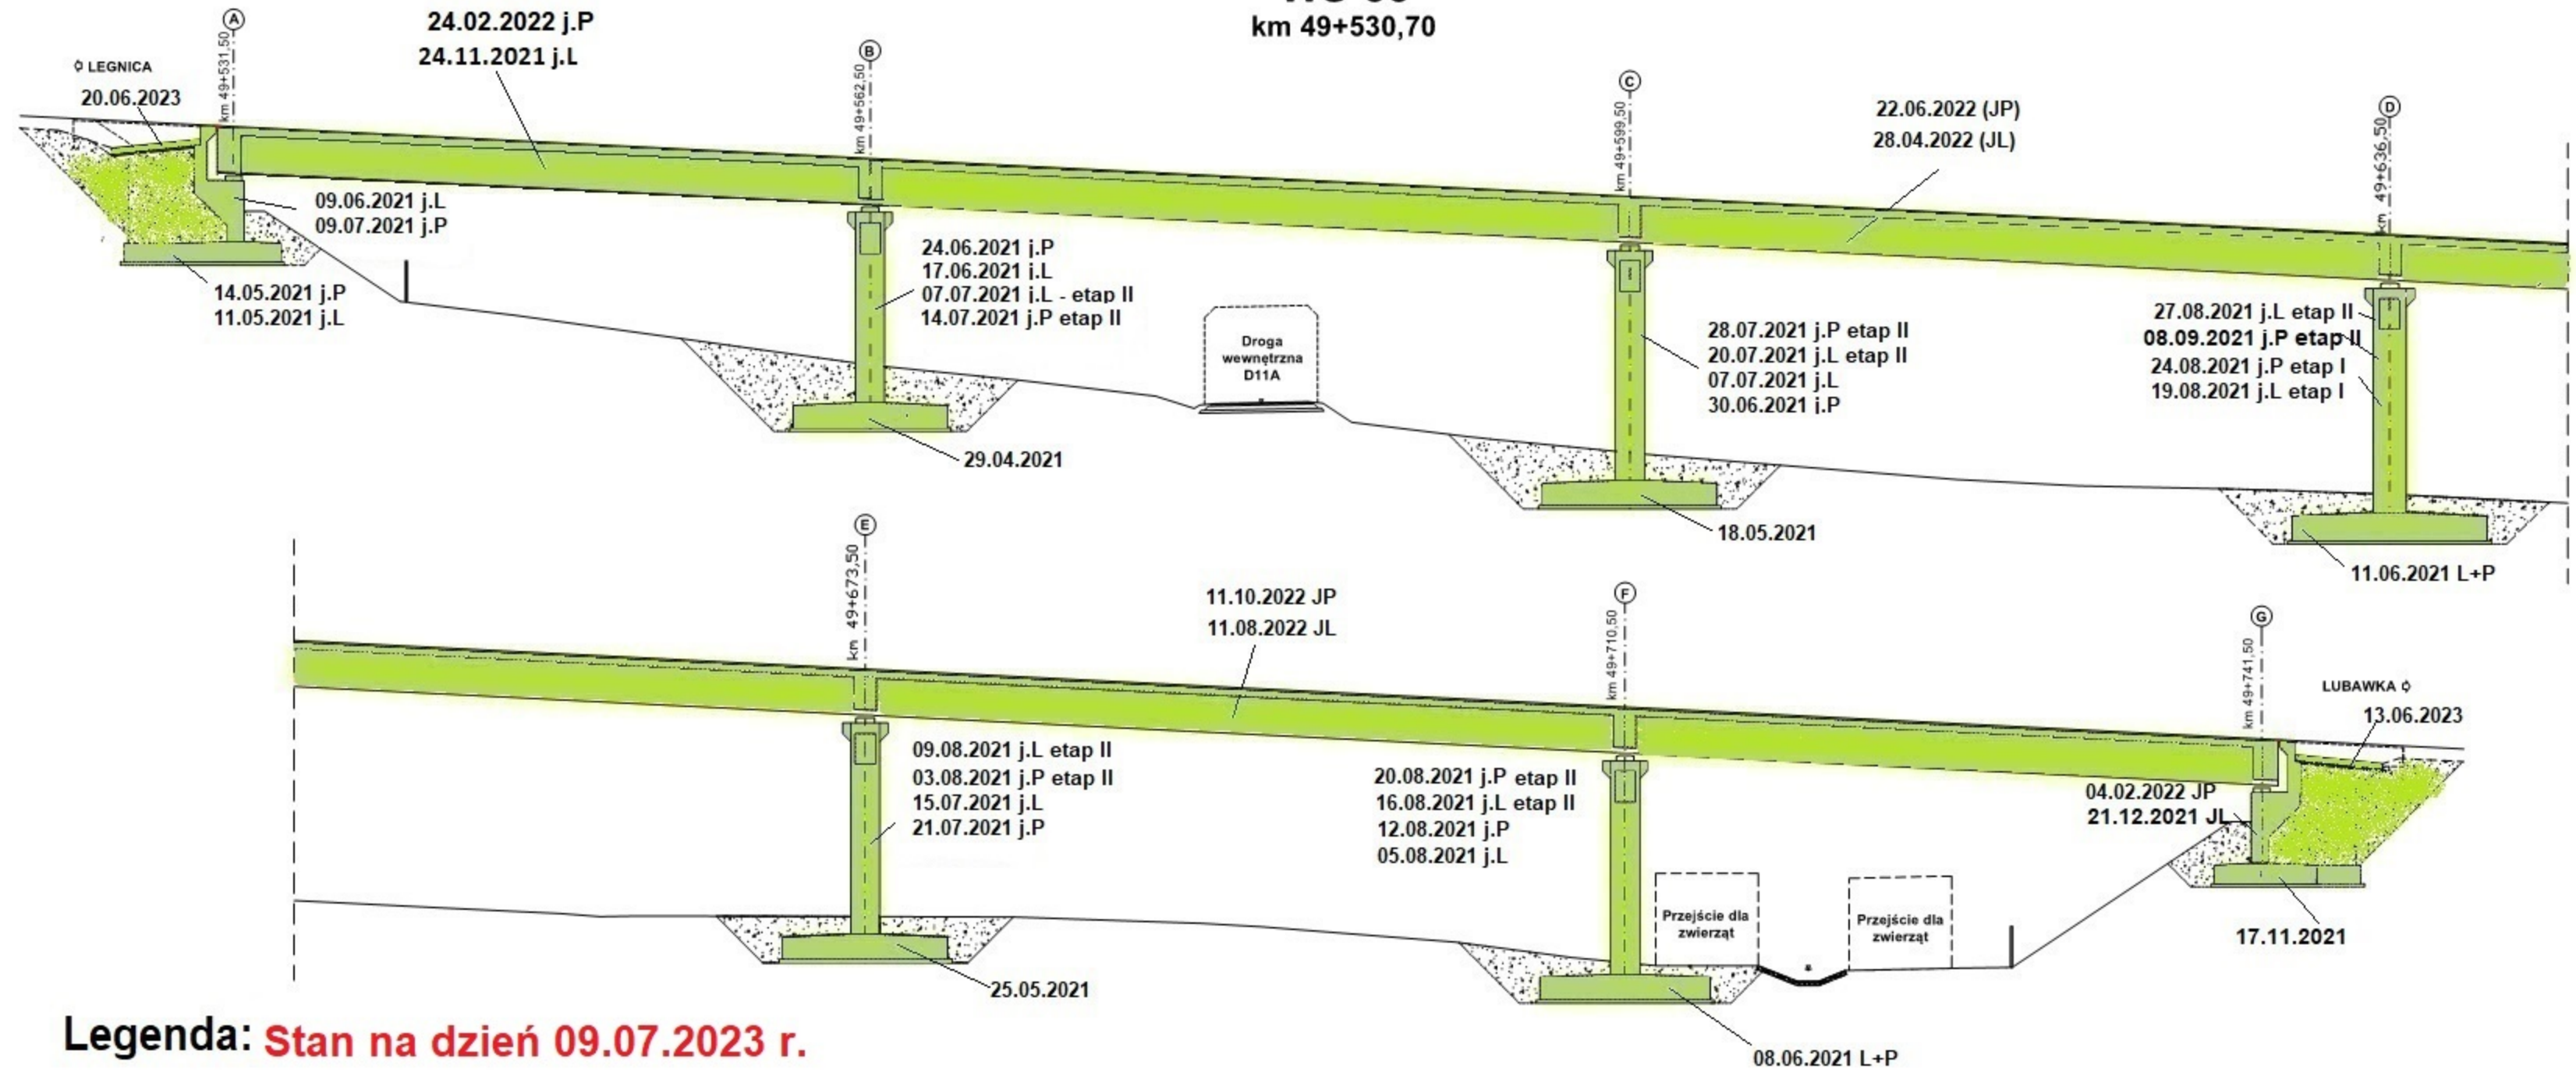 km 49+530,70
A
km 49+531,50
LEGNICA
20.06.2023
24.02.2022 j.P
24.11.2021 j.L
09.06.2021 j.L
09.07.2021 j.P
14.05.2021 j.P
11.05.2021 j.L
B
km 49+562,50
24.06.2021 j.P
17.06.2021 j.L
07.07.2021 j.L - etap II
14.07.2021 j.P etap II
29.04.2021
Droga
wewnętrzna
D11A
C
km 49+599,50
28.07.2021 j.P etap II
20.07.2021 j.L etap II
07.07.2021 j.L
30.06.2021 j.P
18.05.2021
22.06.2022 (JP)
28.04.2022 (JL)
D
km 49+636,50
27.08.2021 j.L etap II
08.09.2021 j.P etap II
24.08.2021 j.P etap I
19.08.2021 j.L etap I
11.06.2021 L+P
E
km 49+673,50
09.08.2021 j.L etap II
03.08.2021 j.P etap II
15.07.2021 j.L
21.07.2021 j.P
25.05.2021
11.10.2022 JP
11.08.2022 JL
F
km 49+710,50
20.08.2021 j.P etap II
16.08.2021 j.L etap II
12.08.2021 j.P
05.08.2021 j.L
08.06.2021 L+P
Przejście dla
zwierząt
Przejście dla
zwierząt
G
km 49+741,50
LUBAWKA
13.06.2023
04.02.2022 JP
21.12.2021 JL
17.11.2021
Legenda: Stan na dzień 09.07.2023 r.